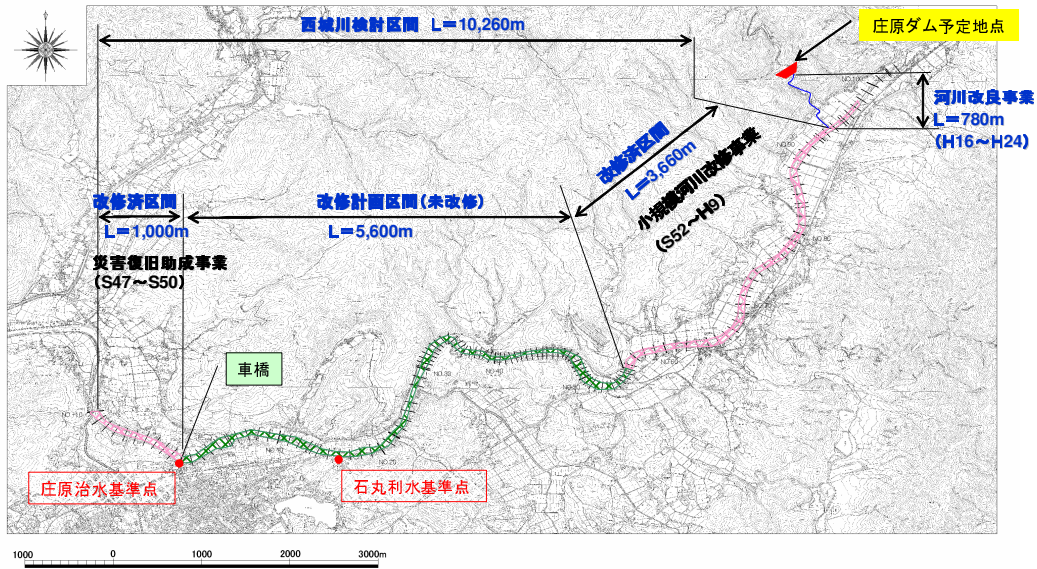 西城川検討区間 L=10,260m
庄原ダム予定地点
河川改良事業
L=780m
(H16～H24)
改修済区間
L=3,660m
小規模河川改修事業
(S52～H9)
改修済区間
L=1,000m
災害復旧助成事業
(S47～S50)
改修計画区間(未改修)
L=5,600m
車橋
庄原治水基準点
石丸利水基準点
1000 0 1000 2000 3000m